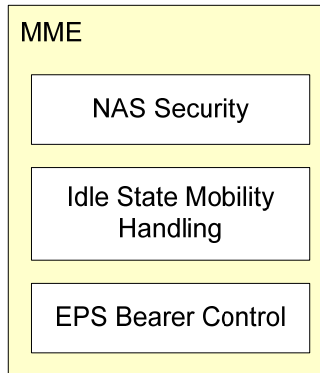 MME
NAS Security
Idle State Mobility
Handling
EPS Bearer Control